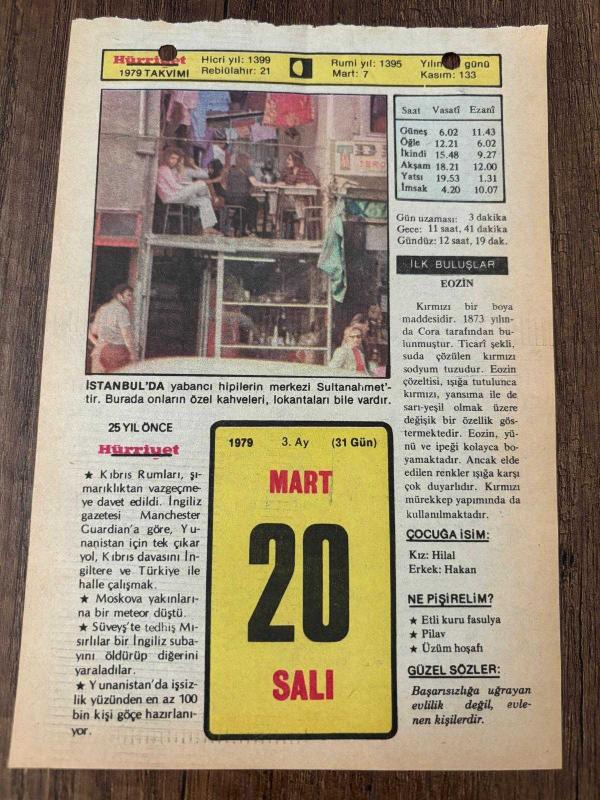 Hürriyet
1979 TAKVİMİ
Hicri yıl: 1399
Rebiülahır: 21
Rumi yıl: 1395
Mart: 7
günü
Kasım: 133
Saat Vasatî Ezanî
Güneş 6.02 11.43
Öğle 12.21 6.02
İkindi 15.48 9.27
Akşam 18.21 12.00
Yatsı 19.53 1.31
İmsak 4.20 10.07
Gün uzaması: 3 dakika
Gece: 11 saat, 41 dakika
Gündüz: 12 saat, 19 dak.
İSTANBUL'DA yabancı hipilerin merkezi Sultanahmet'-
tir. Burada onların özel kahveleri, lokantaları bile vardır.
25 YIL ÖNCE
Hürriyet
★ Kıbrıs Rumları, şı-
marıklıktan vazgeçme-
ye davet edildi. İngiliz
gazetesi Manchester
Guardian'a göre, Yu-
nanistan için tek çıkar
yol, Kıbrıs davasını İn-
giltere ve Türkiye ile
halle çalışmak.
★ Moskova yakınları-
na bir meteor düştü.
★ Süveyş'te tedhiş Mı-
sırlılar bir İngiliz suba-
yını öldürüp diğerini
yaraladılar.
★ Yunanistan'da işsiz-
lik yüzünden en az 100
bin kişi göçe hazırlanı-
yor.
1979 3. Ay (31 Gün)
MART
20
SALI
İLK BULUŞLAR
EOZİN
Kırmızı bir boya
maddesidir. 1873 yılın-
da Cora tarafından bu-
lunmuştur. Ticarî şekli,
suda çözülen kırmızı
sodyum tuzudur. Eozin
çözeltisi, ışığa tutulunca
kırmızı, yansıma ile de
sarı-yeşil olmak üzere
değişik bir özellik gös-
termektedir. Eozin, yü-
nü ve ipeği kolayca bo-
yamaktadır. Ancak elde
edilen renkler ışığa karşı
çok duyarlıdır. Kırmızı
mürekkep yapımında da
kullanılmaktadır.
ÇOCUĞA İSİM:
Kız: Hilal
Erkek: Hakan
NE PİŞİRELİM?
★ Etli kuru fasulya
★ Pilav
★ Üzüm hoşafı
GÜZEL SÖZLER:
Başarısızlığa uğrayan
evlilik değil, evle-
nen kişilerdir.